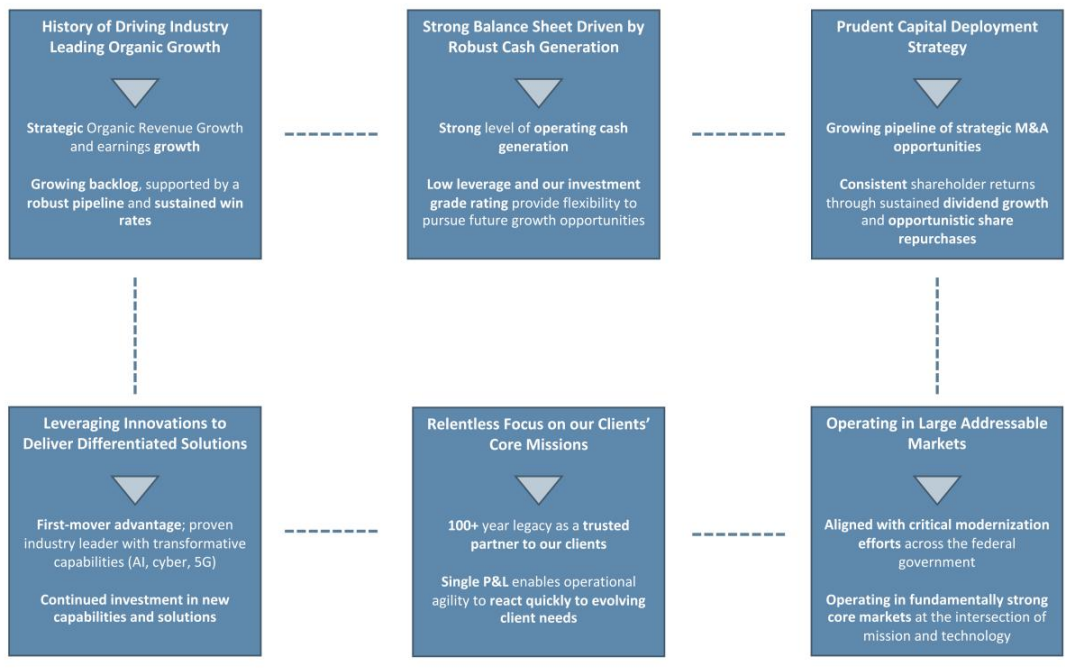 History of Driving Industry
Leading Organic Growth
Strategic Organic Revenue Growth
and earnings growth
Growing backlog, supported by a
robust pipeline and sustained win
rates
Strong Balance Sheet Driven by
Robust Cash Generation
Strong level of operating cash
generation
Low leverage and our investment
grade rating provide flexibility to
pursue future growth opportunities
Prudent Capital Deployment
Strategy
Growing pipeline of strategic M&A
opportunities
Consistent shareholder returns
through sustained dividend growth
and opportunistic share
repurchases
Leveraging Innovations to
Deliver Differentiated Solutions
First-mover advantage; proven
industry leader with transformative
capabilities (AI, cyber, 5G)
Continued investment in new
capabilities and solutions
Relentless Focus on our Clients’
Core Missions
100+ year legacy as a trusted
partner to our clients
Single P&L enables operational
agility to react quickly to evolving
client needs
Operating in Large Addressable
Markets
Aligned with critical modernization
efforts across the federal
government
Operating in fundamentally strong
core markets at the intersection of
mission and technology